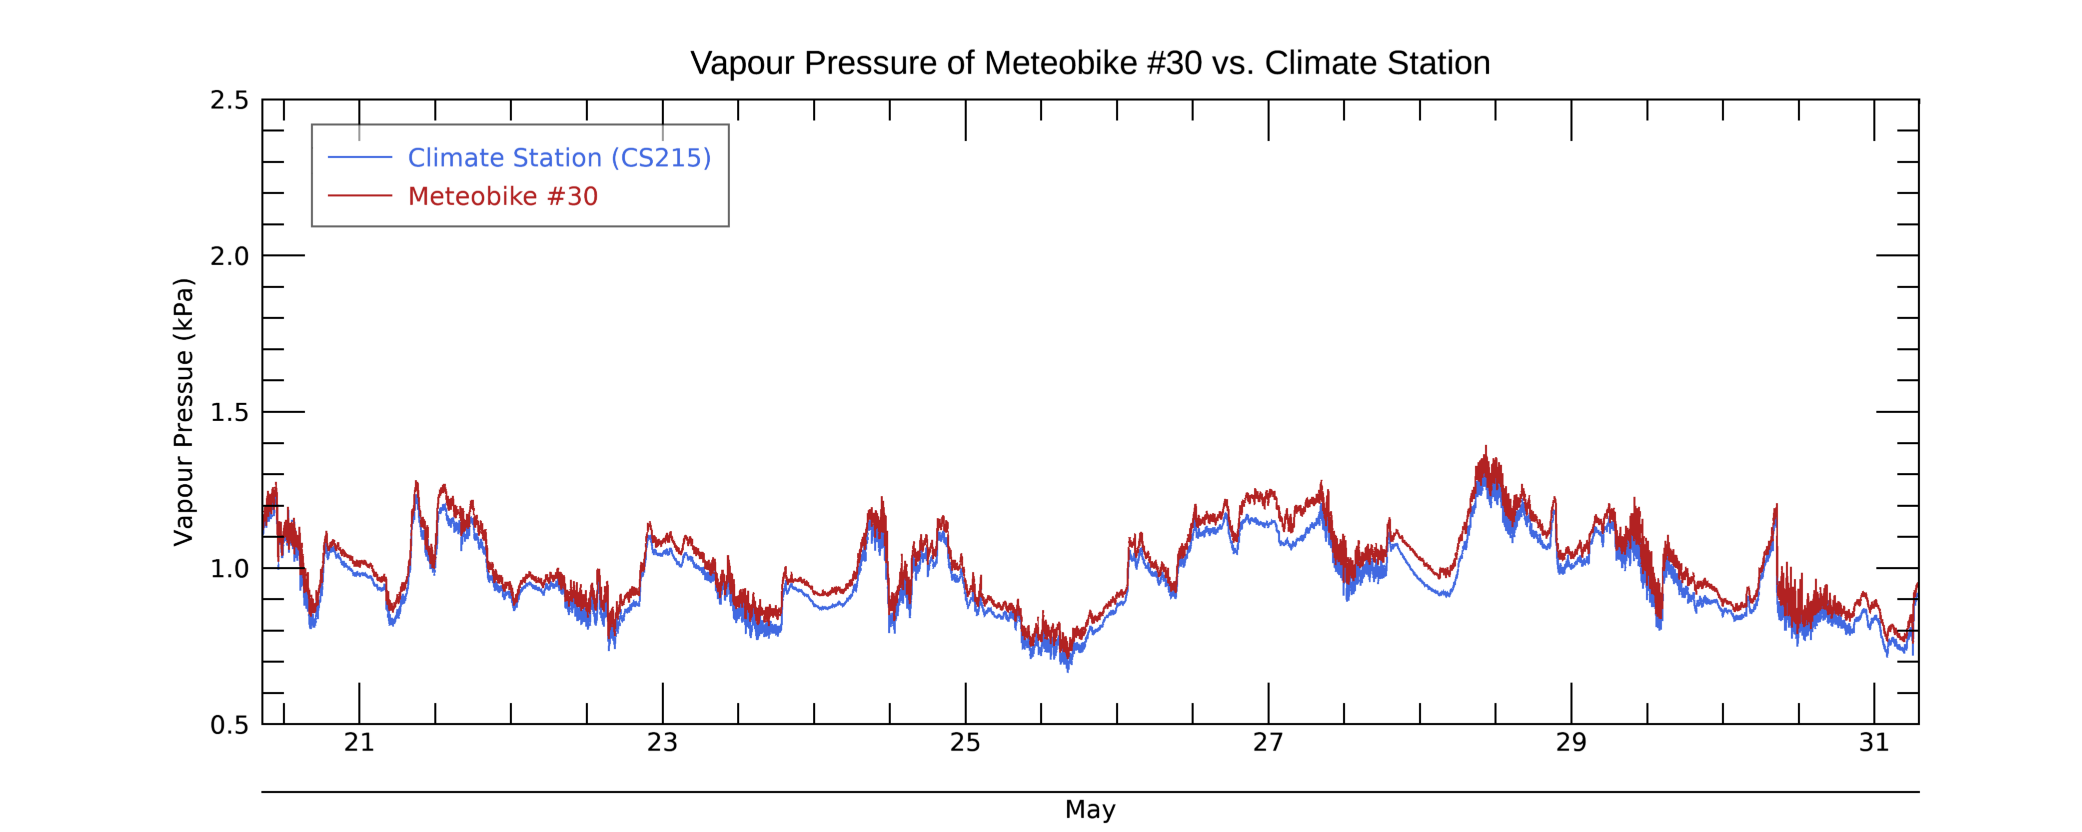 Vapour Pressure of Meteobike #30 vs. Climate Station
Vapour Pressue (kPa)
2.5
2.0
1.5
1.0
0.5
Climate Station (CS215)
Meteobike #30
21 23 25 27 29 31
May